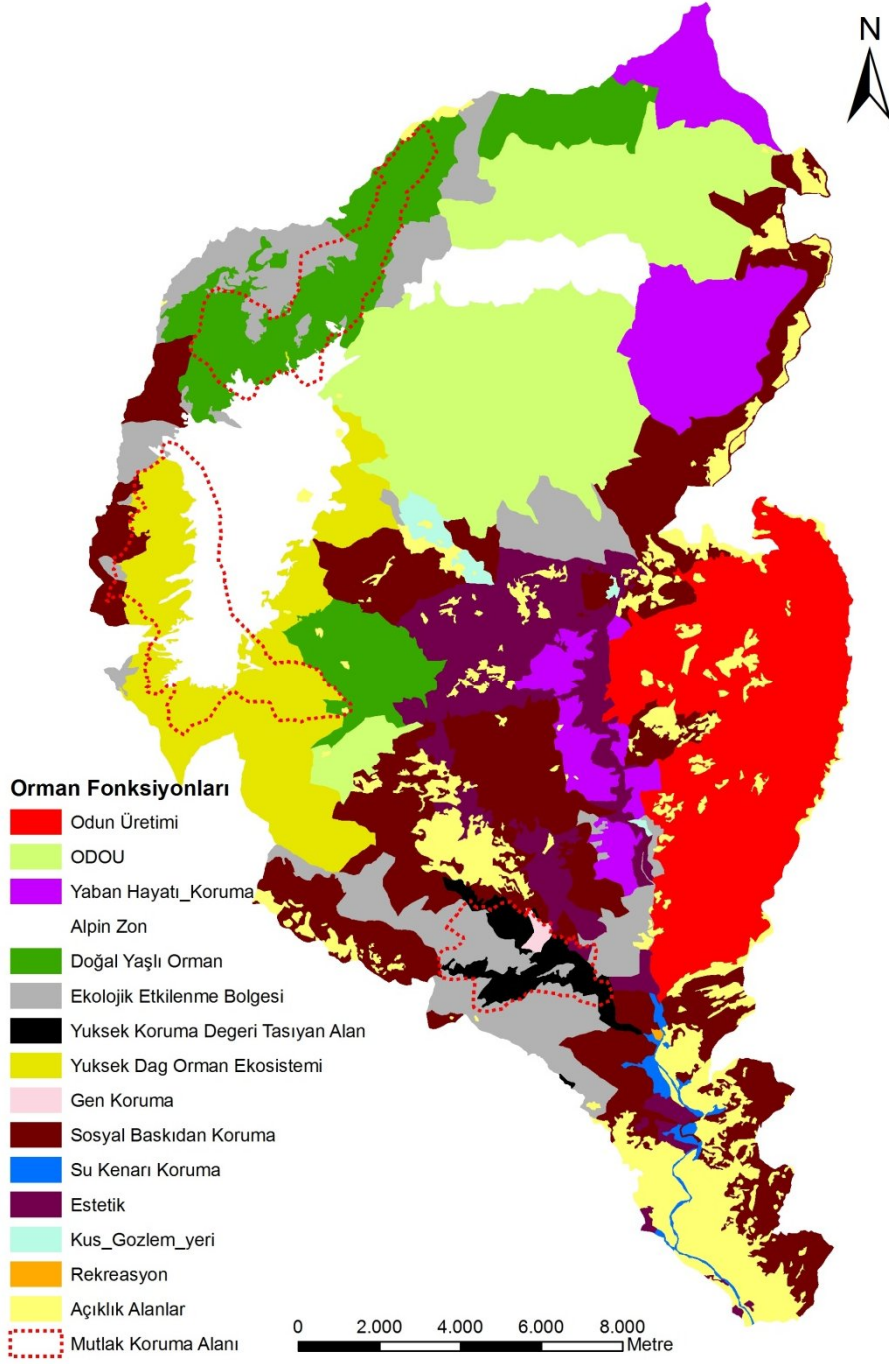 N
Orman Fonksiyonları
Odun Üretimi
ODOU
Yaban Hayatı_Koruma
Alpin Zon
Doğal Yaşlı Orman
Ekolojik Etkilenme Bolgesi
Yuksek Koruma Degeri Tasıyan Alan
Yuksek Dag Orman Ekosistemi
Gen Koruma
Sosyal Baskıdan Koruma
Su Kenarı Koruma
Estetik
Kus_Gozlem_yeri
Rekreasyon
Açıklık Alanlar
Mutlak Koruma Alanı
0 2.000 4.000 6.000 8.000
Metre